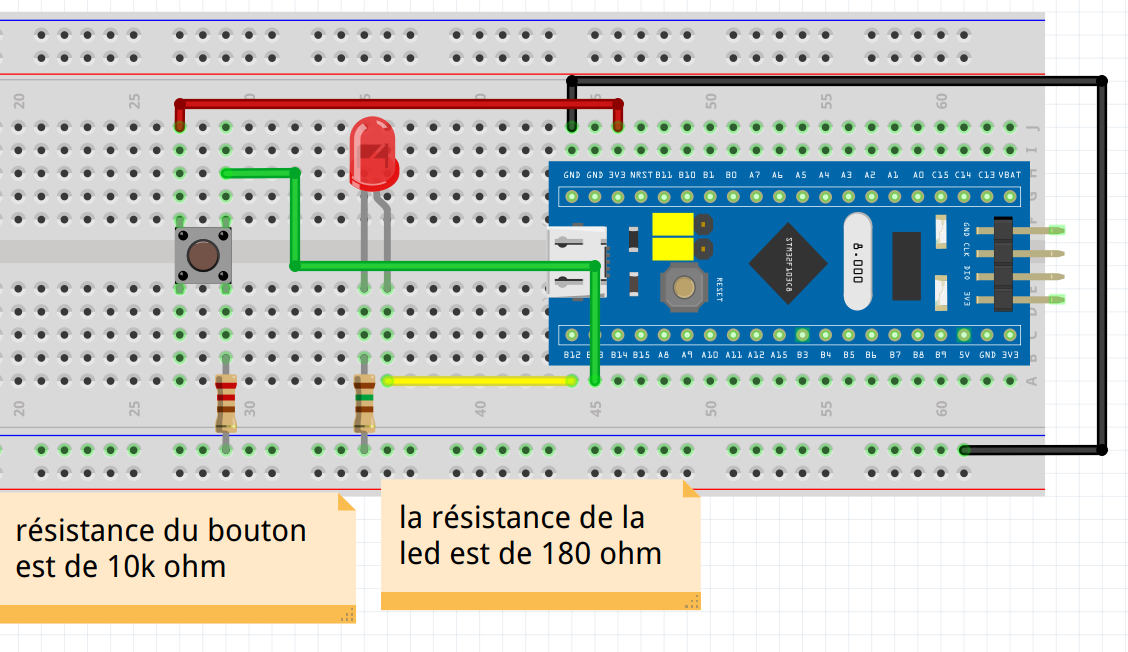 20 25 30 35 40 45 50 55 60
J
I
GND GND 3V3 NRST B11 B10 B1 B0 A7 A6 A5 A4 A3 A2 A1 A0 C15 C14 C13 VBAT
G
F
GND CLK DIO 3V3
STM32F103C8
8.000
RESET
E
D
C
B12 B13 B14 B15 A8 A9 A10 A11 A12 A15 B3 B4 B5 B6 B7 B8 B9 5V GND 3V3
B
A
20 25 30 40 45 50 55 60
résistance du bouton
est de 10k ohm
la résistance de la
led est de 180 ohm